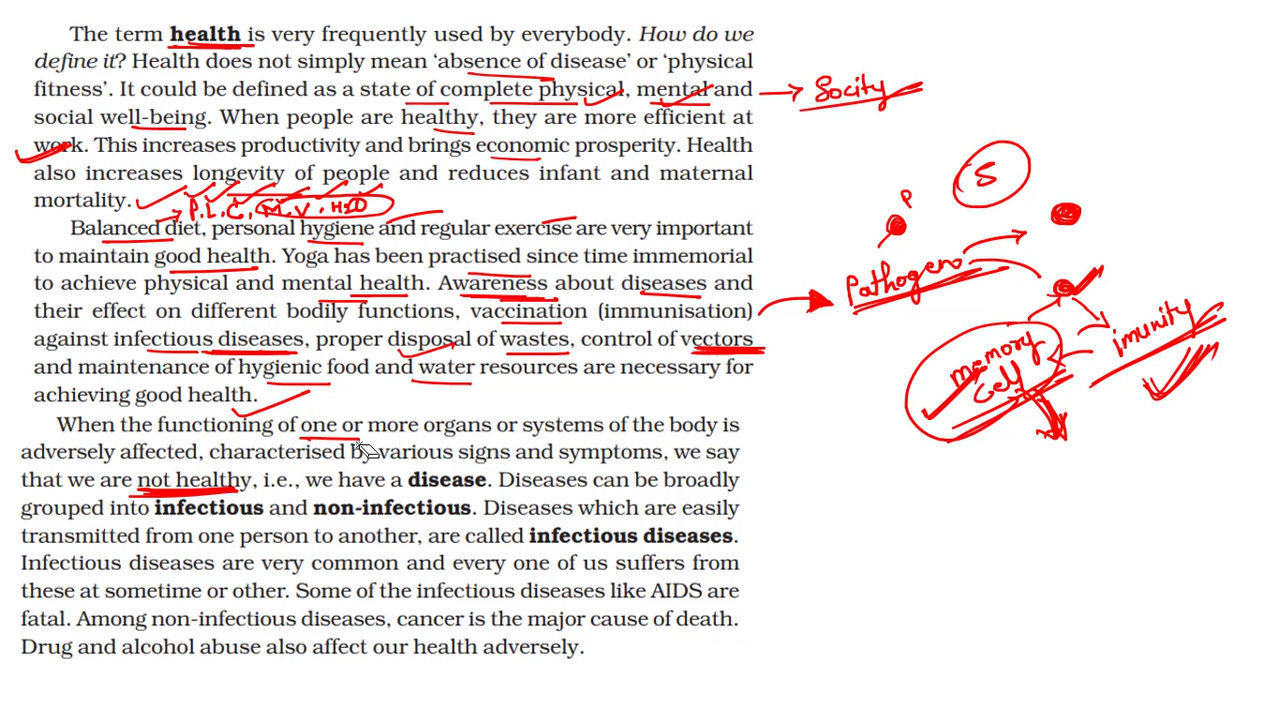 The term health is very frequently used by everybody. How do we
define it? Health does not simply mean ‘absence of disease’ or ‘physical
fitness’. It could be defined as a state of complete physical, mental and
social well-being. When people are healthy, they are more efficient at
work. This increases productivity and brings economic prosperity. Health
also increases longevity of people and reduces infant and maternal
mortality.
Balanced diet, personal hygiene and regular exercise are very important
to maintain good health. Yoga has been practised since time immemorial
to achieve physical and mental health. Awareness about diseases and
their effect on different bodily functions, vaccination (immunisation)
against infectious diseases, proper disposal of wastes, control of vectors
and maintenance of hygienic food and water resources are necessary for
achieving good health.
When the functioning of one or more organs or systems of the body is
adversely affected, characterised by various signs and symptoms, we say
that we are not healthy, i.e., we have a disease. Diseases can be broadly
grouped into infectious and non-infectious. Diseases which are easily
transmitted from one person to another, are called infectious diseases.
Infectious diseases are very common and every one of us suffers from
these at sometime or other. Some of the infectious diseases like AIDS are
fatal. Among non-infectious diseases, cancer is the major cause of death.
Drug and alcohol abuse also affect our health adversely.
Socity
P.L.C, M.V, H2O
P
S
Pathogens
imunity
memory
cell